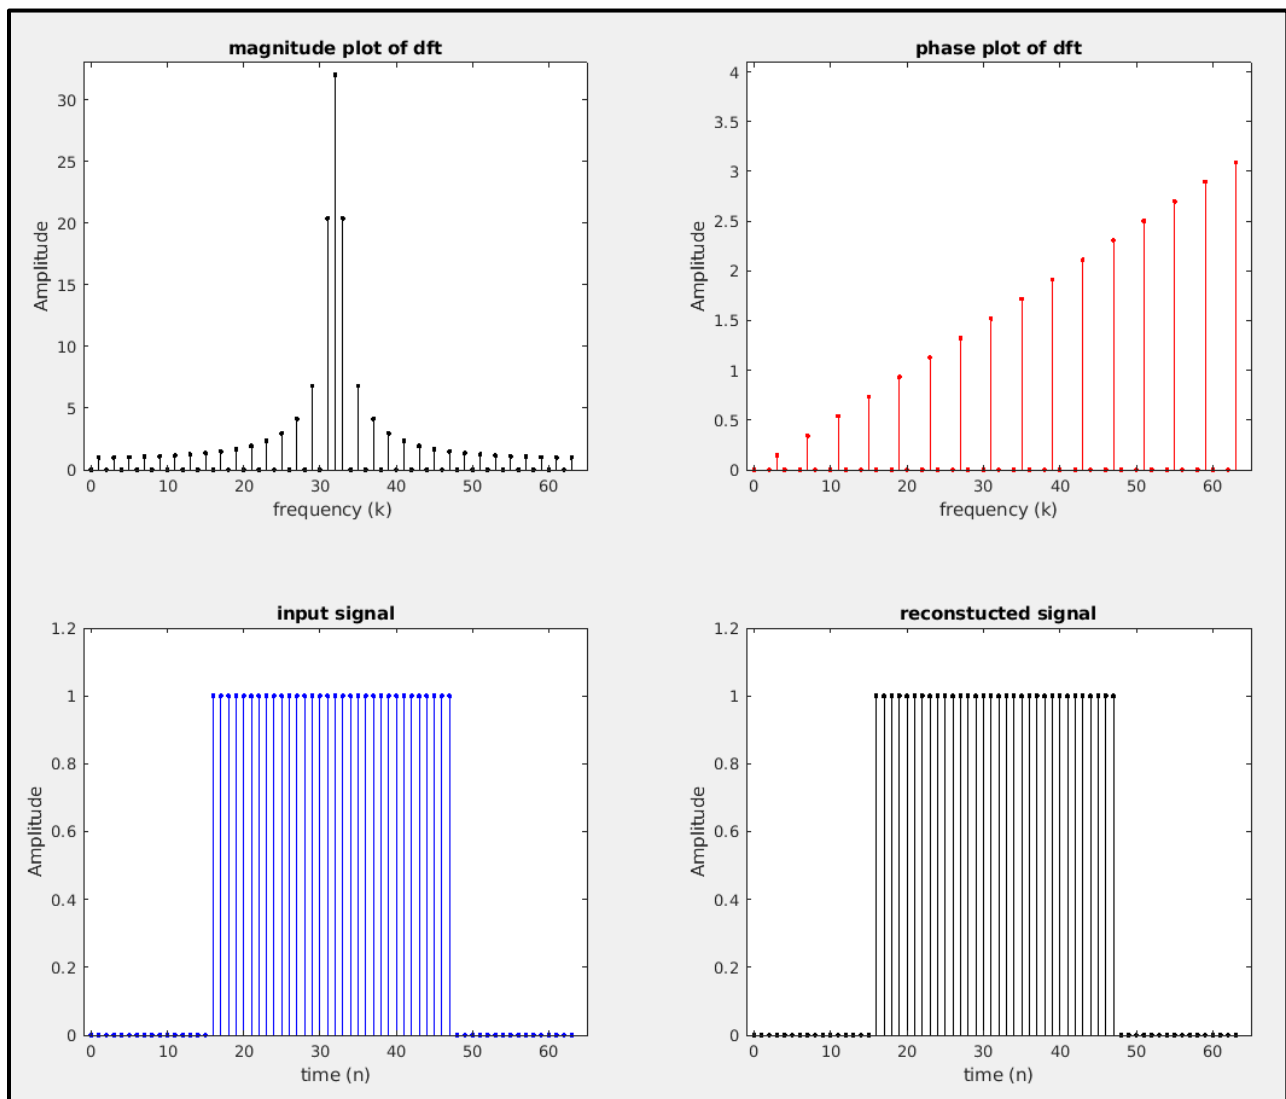 magnitude plot of dft
30
25
20
15
10
5
0
Amplitude
0 10 20 30 40 50 60
frequency (k)
phase plot of dft
4
3.5
3
2.5
2
1.5
1
0.5
0
Amplitude
0 10 20 30 40 50 60
frequency (k)
input signal
1.2
1
0.8
0.6
0.4
0.2
0
Amplitude
0 10 20 30 40 50 60
time (n)
reconstucted signal
1.2
1
0.8
0.6
0.4
0.2
0
Amplitude
0 10 20 30 40 50 60
time (n)